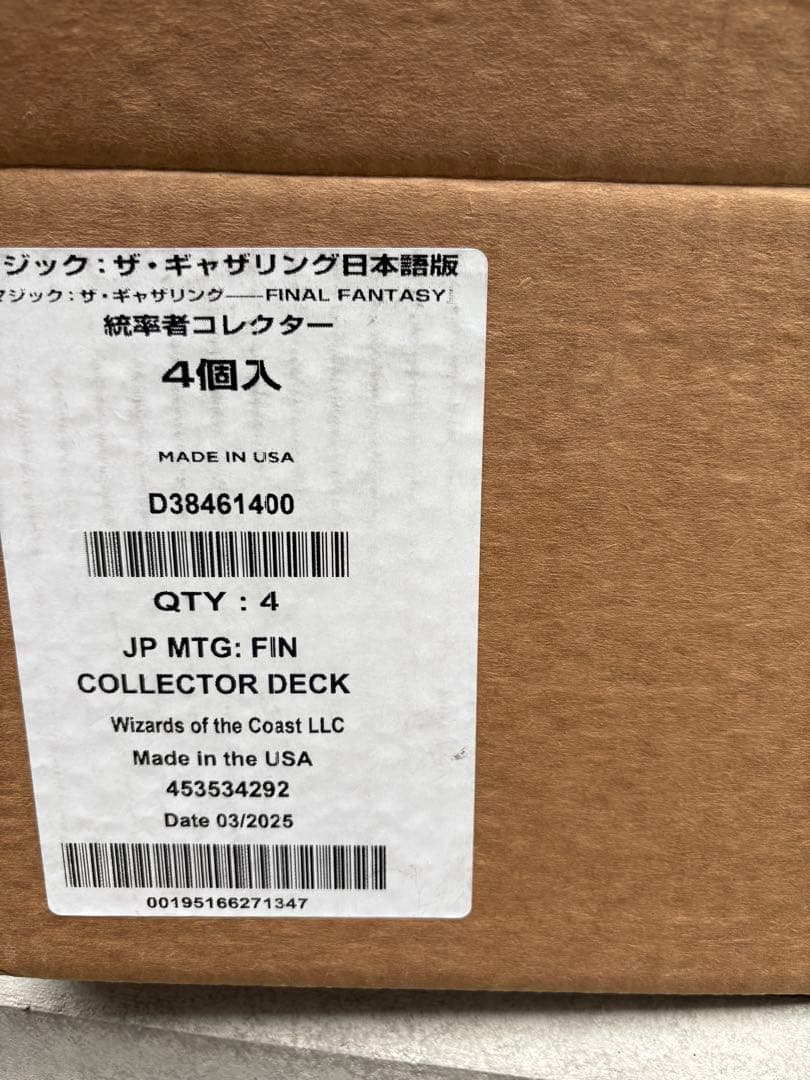 ジック：ザ・ギャザリング日本語版
マジック：ザ・ギャザリング——FINAL FANTASY』
統率者コレクター
4個入
MADE IN USA
D38461400
QTY : 4
JP MTG: FIN
COLLECTOR DECK
Wizards of the Coast LLC
Made in the USA
453534292
Date 03/2025
00195166271347